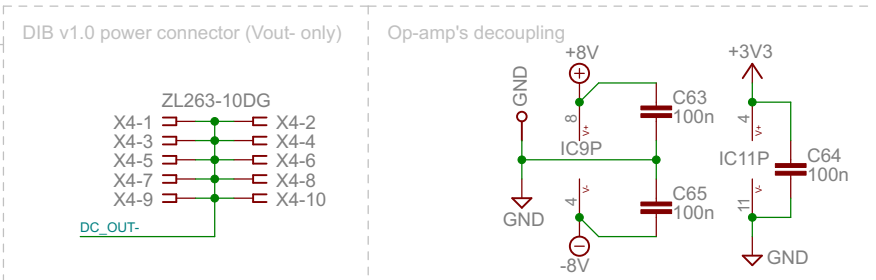 DIB v1.0 power connector (Vout- only)
ZL263-10DG
X4-1 X4-2
X4-3 X4-4
X4-5 X4-6
X4-7 X4-8
X4-9 X4-10
DC_OUT-
Op-amp's decoupling
+8V
GND
8
V+
IC9P
C63
100n
GND
4
V-
C65
100n
-8V
+3V3
4
V+
IC11P
C64
100n
11
V-
GND